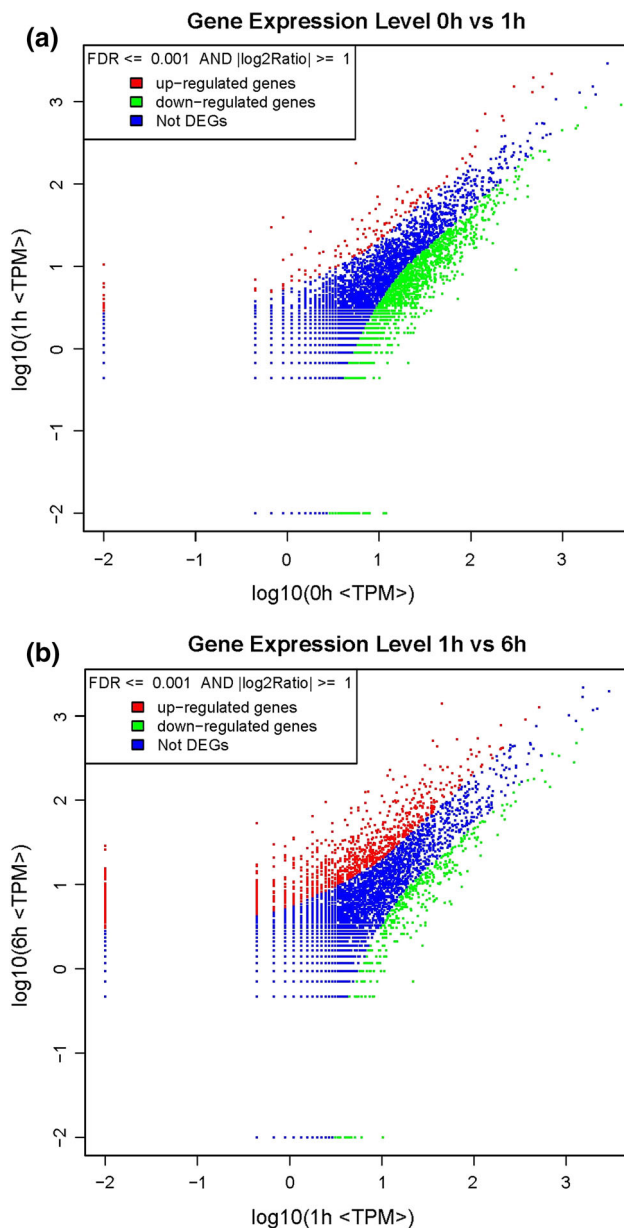 Gene Expression Level 0h vs 1h
(a)
FDR <= 0.001 AND |log2Ratio| >= 1
up-regulated genes
down-regulated genes
Not DEGs
log10(1h <TPM>)
3
2
1
0
-1
-2
-2 -1 0 1 2 3
log10(0h <TPM>)
(b)
Gene Expression Level 1h vs 6h
FDR <= 0.001 AND |log2Ratio| >= 1
up-regulated genes
down-regulated genes
Not DEGs
log10(6h <TPM>)
3
2
1
0
-1
-2
-2 -1 0 1 2 3
log10(1h <TPM>)